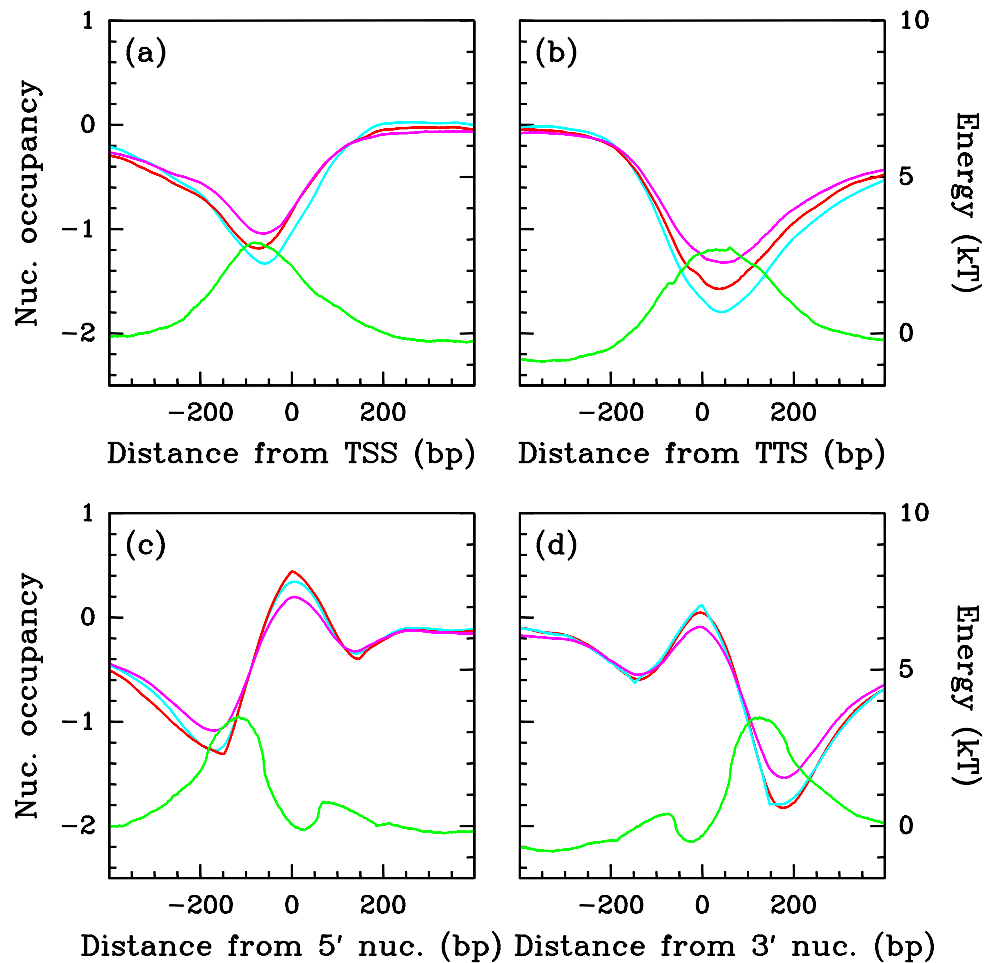 1
10
(a)
(b)
0
5
-1
-2
0
Nuc. occupancy
Energy (kT)
-200 0 200
-200 0 200
Distance from TSS (bp)
Distance from TTS (bp)
1
10
(c)
(d)
0
5
-1
-2
0
Nuc. occupancy
Energy (kT)
-200 0 200
-200 0 200
Distance from 5' nuc. (bp)
Distance from 3' nuc. (bp)